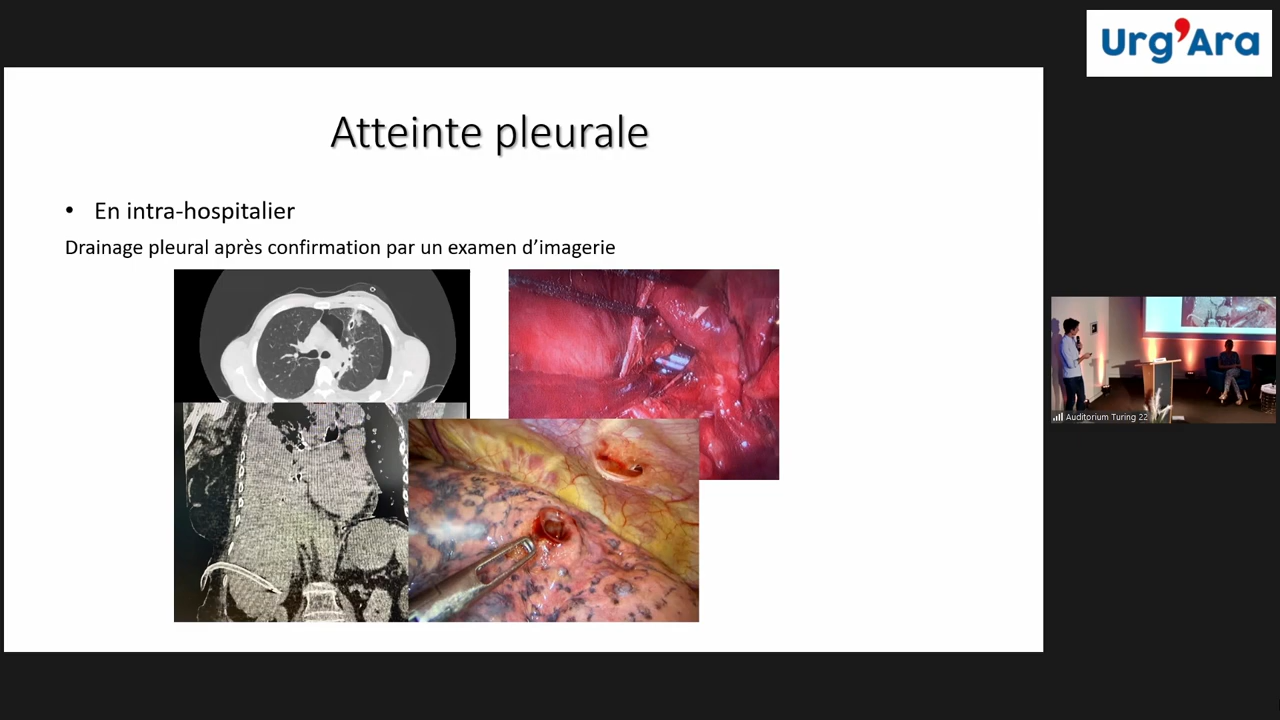 Urg'Ara
Atteinte pleurale
• En intra-hospitalier
Drainage pleural après confirmation par un examen d’imagerie
Auditorium Turing 22